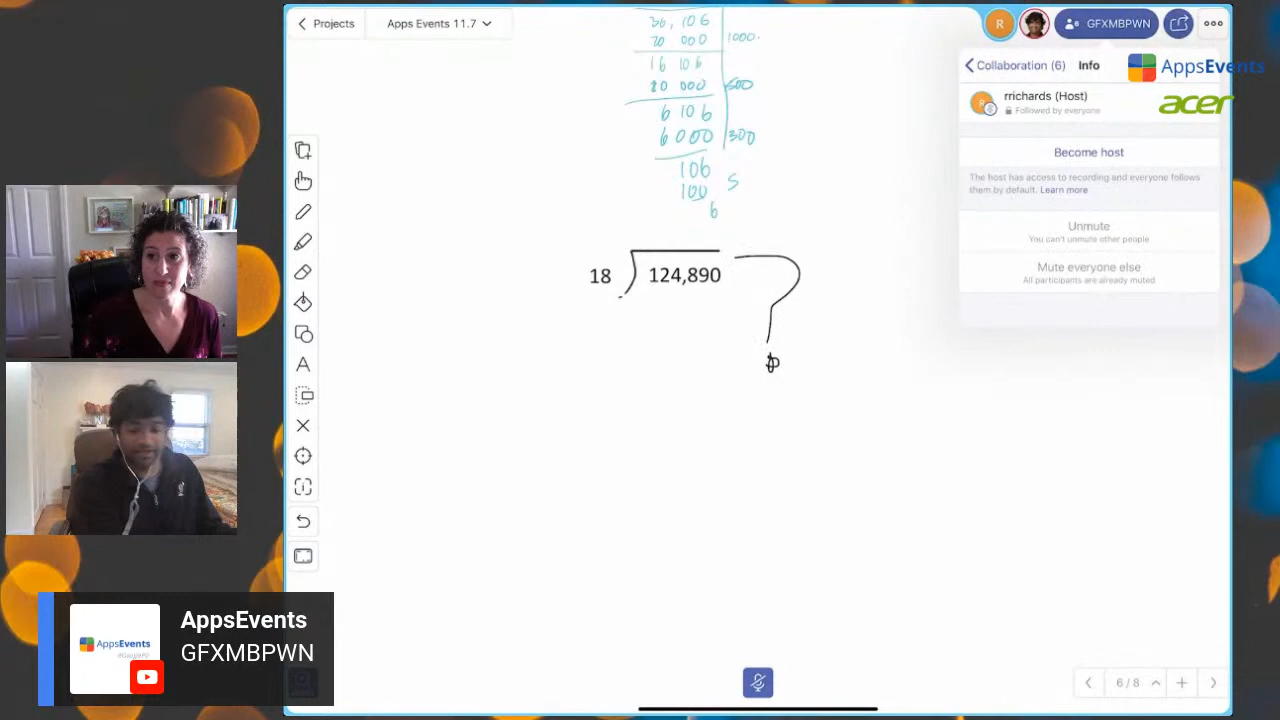 Projects
Apps Events 11.7
R
GFXMBPWN
Collaboration (6)
Info
AppsEvents
acer
R
rrichards (Host)
Followed by everyone
Become host
The host has access to recording and everyone follows
them by default. Learn more
Unmute
You can't unmute other people
Mute everyone else
All participants are already muted
36, 106
20 000
1000.
16 106
10 000
500
6 106
6000
300
106
100
5
6
18
124,890
A
AppsEvents
AppsEvents
GFXMBPWN
6 / 8